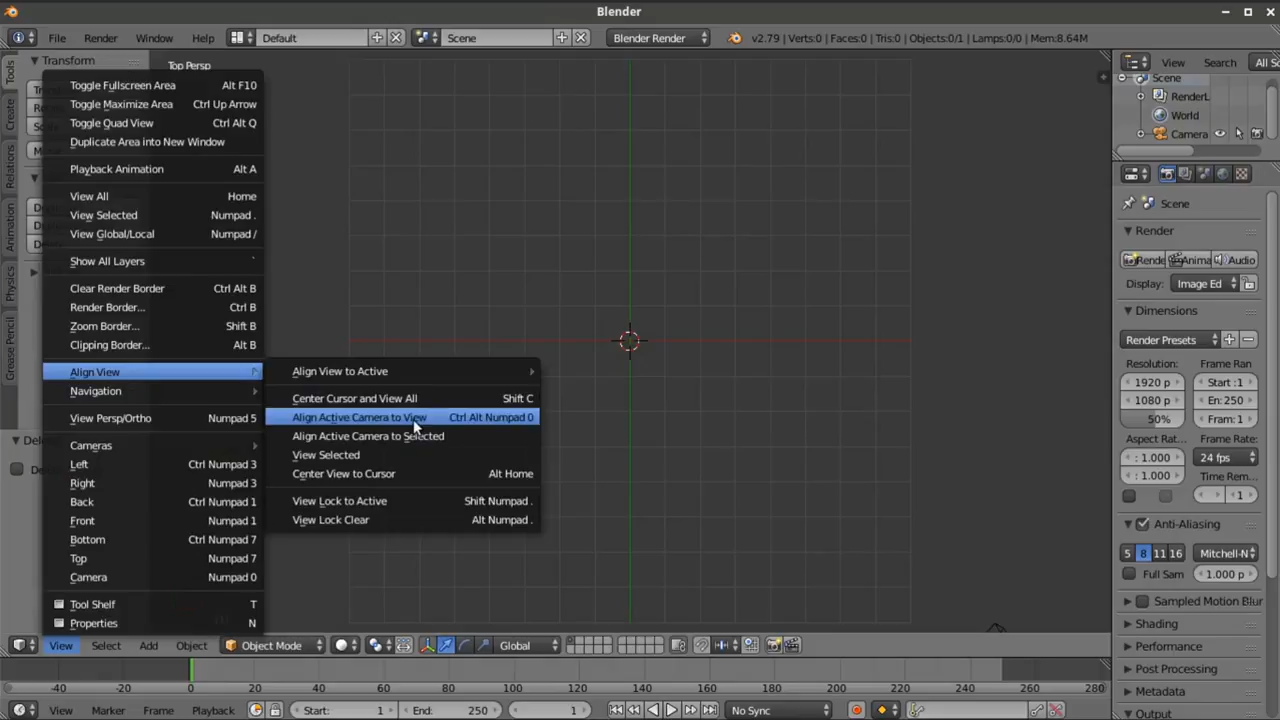 Blender
File Render Window Help Default Scene Blender Render v2.79 | Verts:0 | Faces:0 | Tris:0 | Objects:0/1 | Lamps:0/0 | Mem:8.64M
Transform
Top Persp
Tools
Create
Relations
Animation
Physics
Grease Pencil
Toggle Fullscreen Area Alt F10
Toggle Maximize Area Ctrl Up Arrow
Toggle Quad View Ctrl Alt Q
Duplicate Area into New Window
Playback Animation Alt A
View All Home
View Selected Numpad .
View Global/Local Numpad /
Show All Layers `
Clear Render Border Ctrl Alt B
Render Border... Ctrl B
Zoom Border... Shift B
Clipping Border... Alt B
Align View
Navigation
View Persp/Ortho Numpad 5
Cameras
Left Ctrl Numpad 3
Right Numpad 3
Back Ctrl Numpad 1
Front Numpad 1
Bottom Ctrl Numpad 7
Top Numpad 7
Camera Numpad 0
Tool Shelf T
Properties N
Align View to Active
Center Cursor and View All Shift C
Align Active Camera to View Ctrl Alt Numpad 0
Align Active Camera to Selected
View Selected
Center View to Cursor Alt Home
View Lock to Active Shift Numpad .
View Lock Clear Alt Numpad .
View Search All Sc
Scene
RenderL
World
Camera
Scene
Render
Rende Anima Audio
Display: Image Ed
Dimensions
Render Presets
Resolution: Frame Ran
1920 p Start :1
1080 p En: 250
50% Fram: 1
Aspect Rat Frame Rate:
: 1.000 24 fps
: 1.000 Time Rem
1
Anti-Aliasing
5 8 11 16 Mitchell-N
Full Sam 1.000 p
Sampled Motion Blur
Shading
Performance
Post Processing
Metadata
Output
View Select Add Object Object Mode Global
-40 -20 0 20 40 60 80 100 120 140 160 180 200 220 240 260 280
View Marker Frame Playback Start: 1 End: 250 1 No Sync